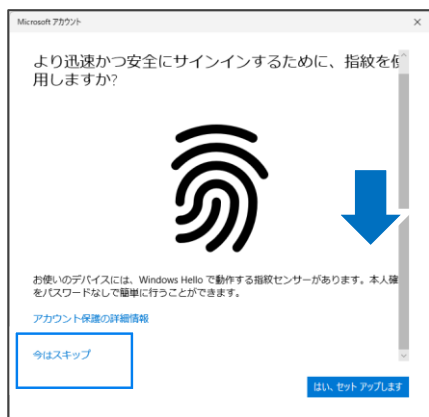 Microsoft アカウント
より迅速かつ安全にサインインするために、指紋を使
用しますか?
お使いのデバイスには、Windows Hello で動作する指紋センサーがあります。本人確
をパスワードなしで簡単に行うことができます。
アカウント保護の詳細情報
今はスキップ
はい、セット アップします